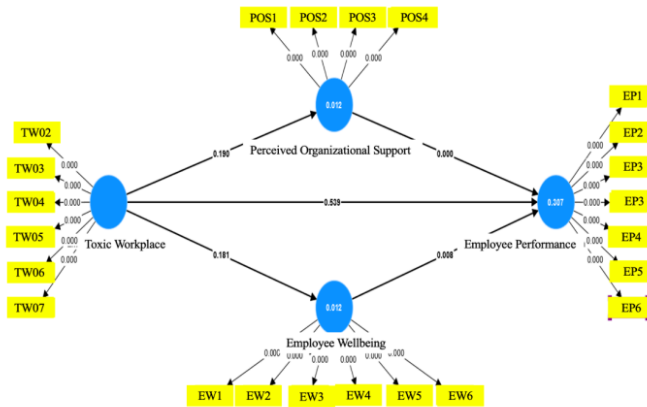 POS1 POS2 POS3 POS4
0.000 0.000 0.000 0.000
0.012
Perceived Organizational Support
EP1
EP2
EP3
EP3
EP4
EP5
EP6
0.000
0.000
0.000
0.000
0.000
0.000
0.000
TW02
TW03
TW04
TW05
TW06
TW07
0.000
0.000
0.000
0.000
0.000
0.000
Toxic Workplace
0.190
0.000
0.539
0.307
Employee Performance
0.181
0.008
0.012
Employee Wellbeing
0.000 0.000 0.000 0.000 0.000
EW1 EW2 EW3 EW4 EW5 EW6